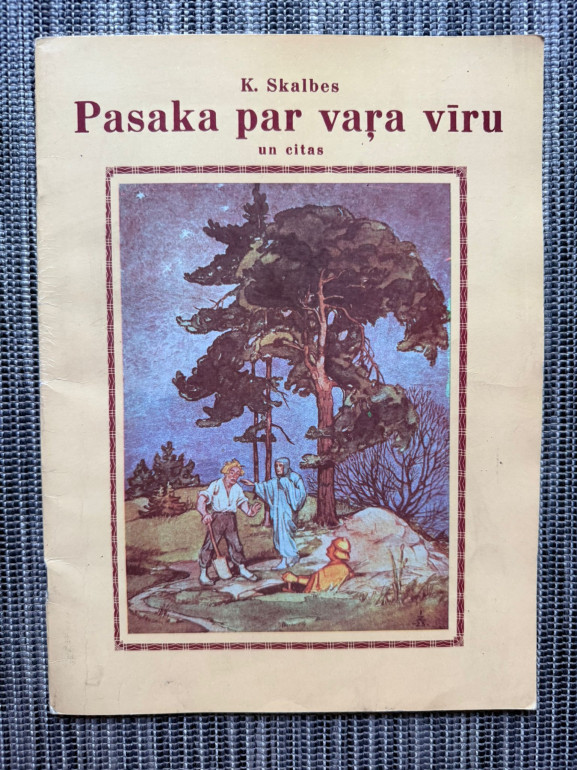 K. Skalbes
Pasaka par vaŗa vīru
un citas